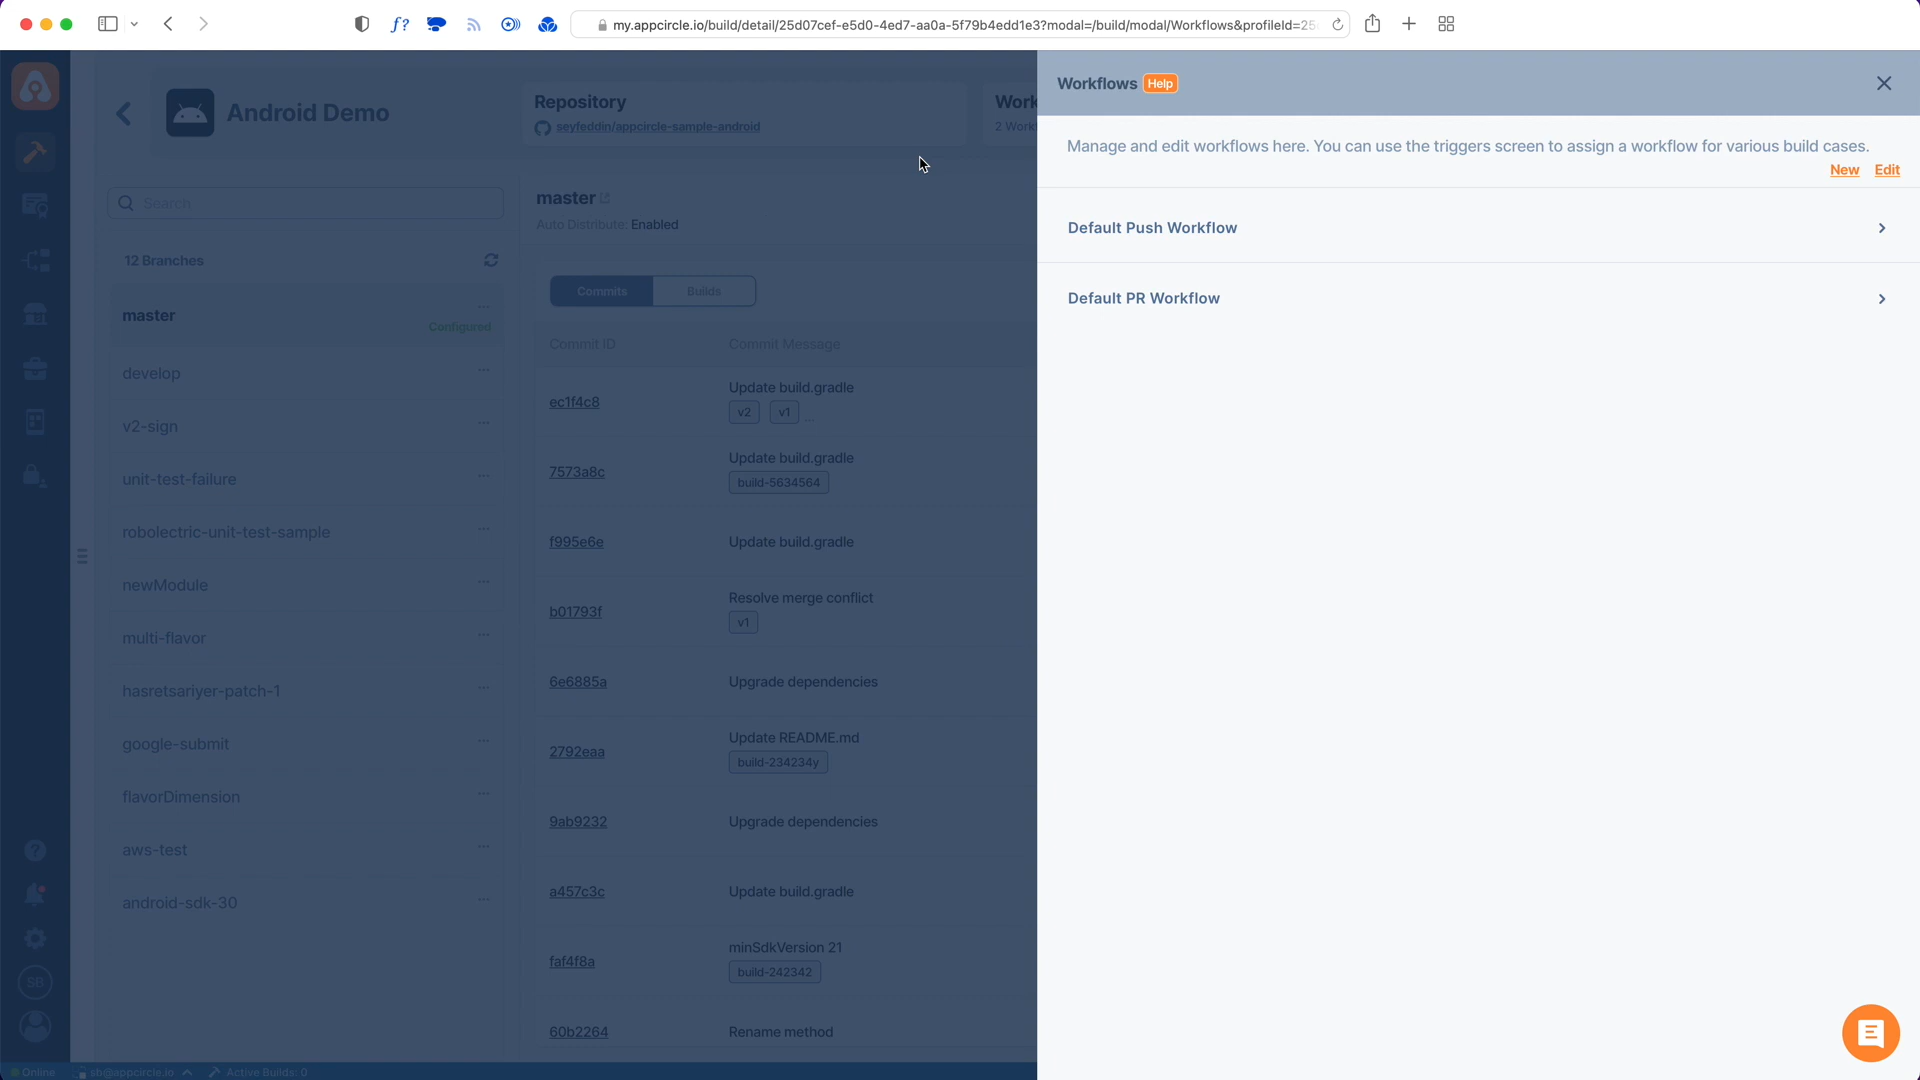 my.appcircle.io/build/detail/25d07cef-e5d0-4ed7-aa0a-5f79b4edd1e3?modal=/build/modal/Workflows&profileId=25
Android Demo
Repository
seyfeddin/appcircle-sample-android
Work
2 Work
Search
12 Branches
master
Configured
develop
v2-sign
unit-test-failure
robolectric-unit-test-sample
newModule
multi-flavor
hasretsariyer-patch-1
google-submit
flavorDimension
aws-test
android-sdk-30
master
Auto Distribute: Enabled
Commits Builds
Commit ID Commit Message
ec1f4c8 Update build.gradle
v2 v1 ...
7573a8c Update build.gradle
build-5634564
f995e6e Update build.gradle
b01793f Resolve merge conflict
v1
6e6885a Upgrade dependencies
2792eaa Update README.md
build-234234y
9ab9232 Upgrade dependencies
a457c3c Update build.gradle
faf4f8a minSdkVersion 21
build-242342
60b2264 Rename method
SB
Online sb@appcircle.io Active Builds: 0
Workflows Help
Manage and edit workflows here. You can use the triggers screen to assign a workflow for various build cases.
New Edit
Default Push Workflow
Default PR Workflow